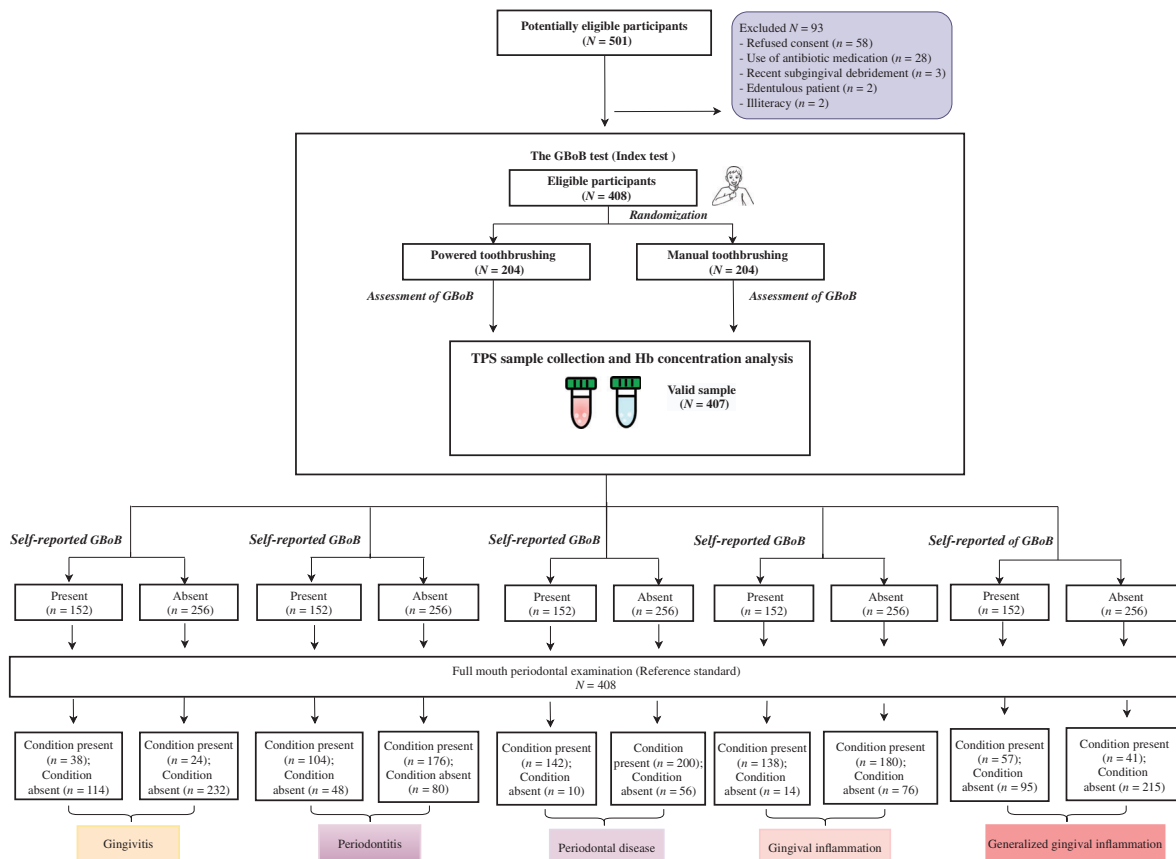 Potentially eligible participants
(N = 501)
Excluded N = 93
- Refused consent (n = 58)
- Use of antibiotic medication (n = 28)
- Recent subgingival debridement (n = 3)
- Edentulous patient (n = 2)
- Illiteracy (n = 2)
The GBoB test (Index test )
Eligible participants
(N = 408)
Randomization
Powered toothbrushing
(N = 204)
Manual toothbrushing
(N = 204)
Assessment of GBoB
Assessment of GBoB
TPS sample collection and Hb concentration analysis
Valid sample
(N = 407)
Self-reported GBoB
Self-reported GBoB
Self-reported GBoB
Self-reported GBoB
Self-reported of GBoB
Present
(n = 152)
Absent
(n = 256)
Present
(n = 152)
Absent
(n = 256)
Present
(n = 152)
Absent
(n = 256)
Present
(n = 152)
Absent
(n = 256)
Present
(n = 152)
Absent
(n = 256)
Full mouth periodontal examination (Reference standard)
N = 408
Condition present
(n = 38);
Condition
absent (n = 114)
Condition present
(n = 24);
Condition
absent (n = 232)
Condition present
(n = 104);
Condition
absent (n = 48)
Condition present
(n = 176);
Condition absent
(n = 80)
Condition present
(n = 142);
Condition
absent (n = 10)
Condition
present (n = 200);
Condition
absent (n = 56)
Condition present
(n = 138);
Condition
absent (n = 14)
Condition present
(n = 180);
Condition
absent (n = 76)
Condition present
(n = 57);
Condition
absent (n = 95)
Condition present
(n = 41);
Condition
absent (n = 215)
Gingivitis
Periodontitis
Periodontal disease
Gingival inflammation
Generalized gingival inflammation